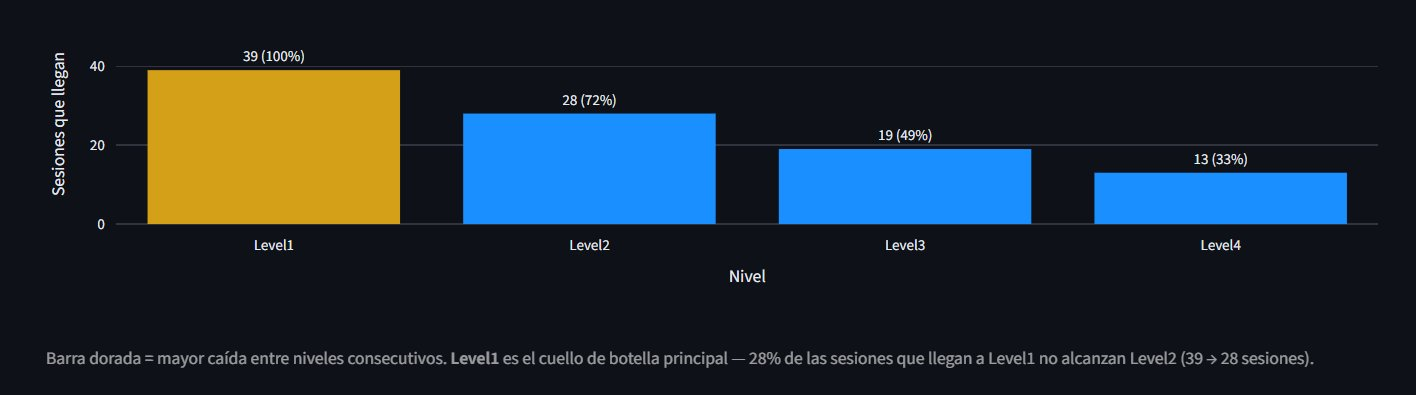 39 (100%)
28 (72%)
19 (49%)
13 (33%)
Sesiones que llegan
40
20
0
Level1
Level2
Level3
Level4
Nivel
Barra dorada = mayor caída entre niveles consecutivos. Level1 es el cuello de botella principal — 28% de las sesiones que llegan a Level1 no alcanzan Level2 (39 → 28 sesiones).